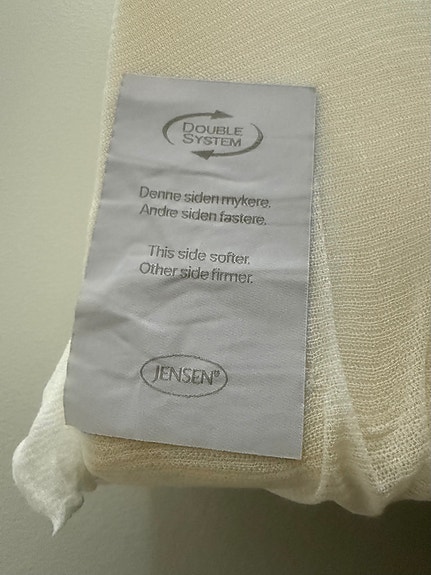 DOUBLE
SYSTEM
Denne siden mykere.
Andre siden fastere.
This side softer.
Other side firmer.
JENSEN®